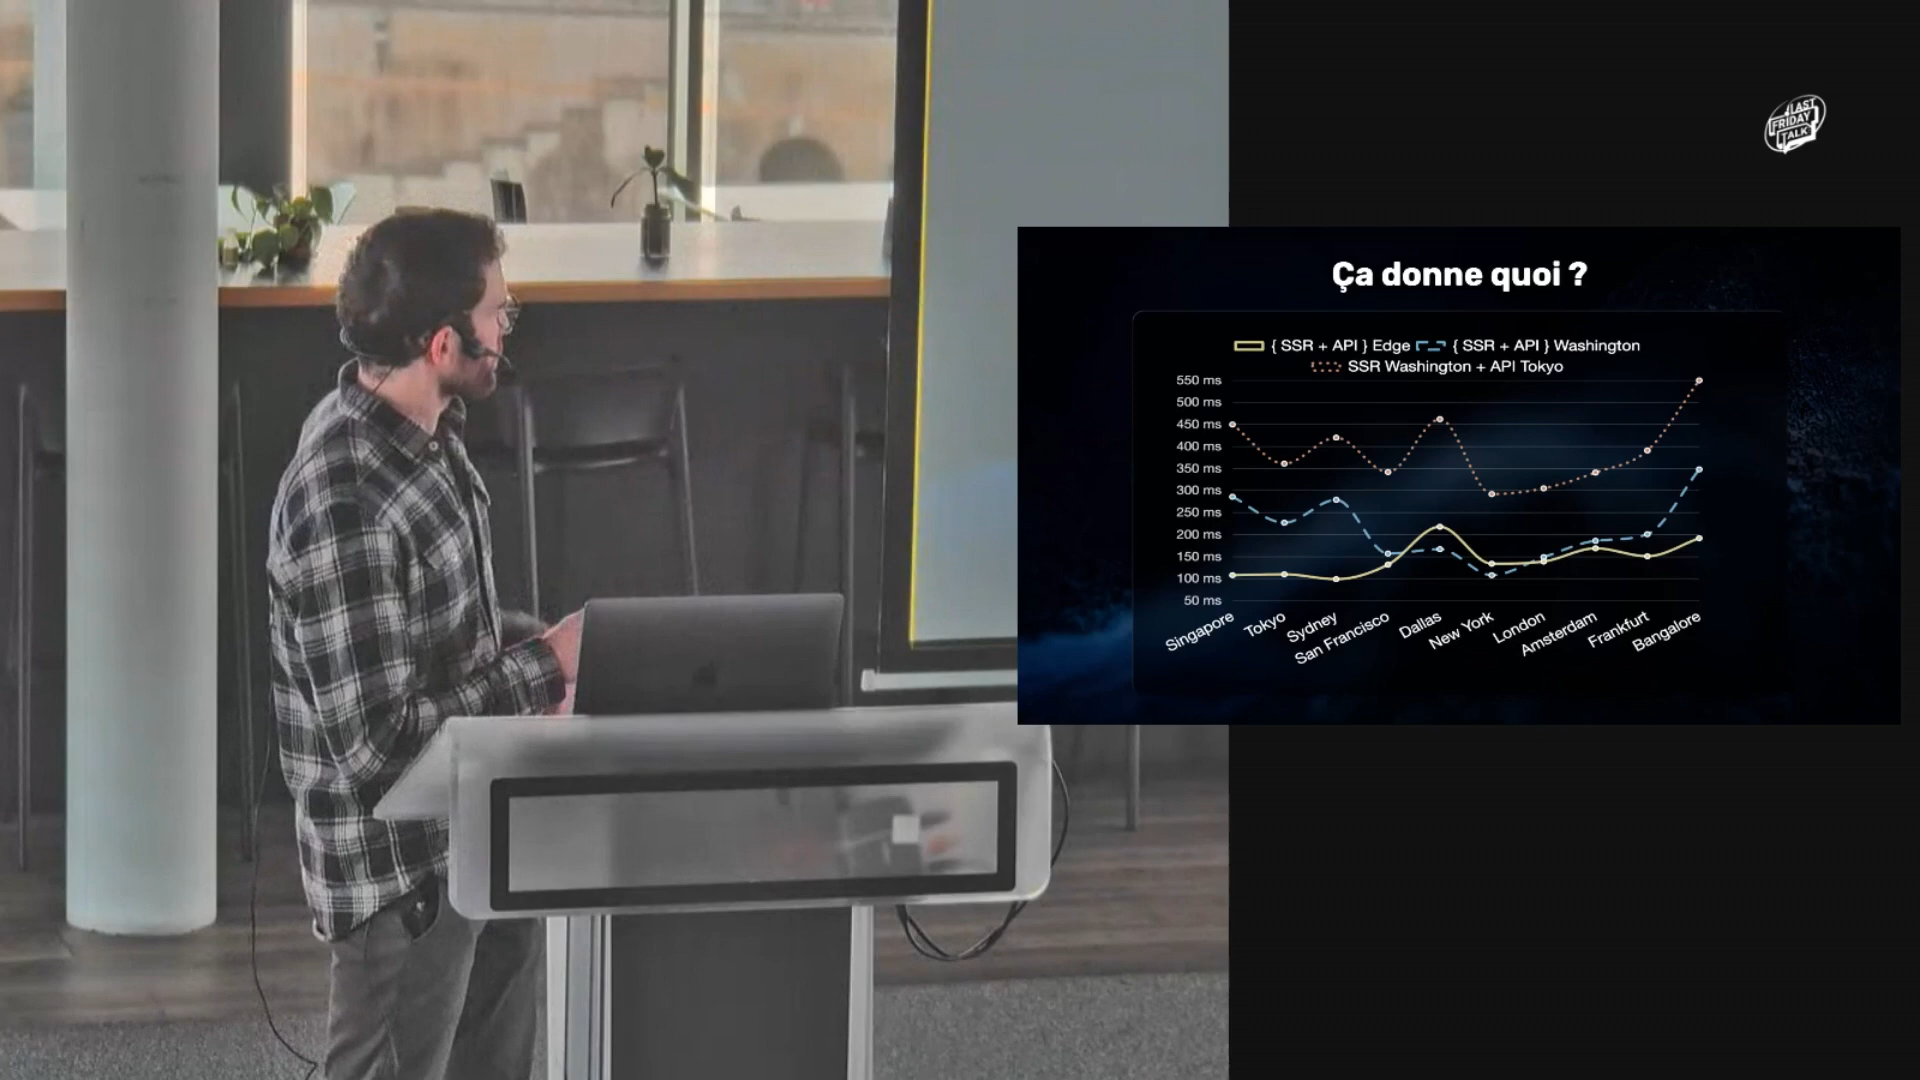 LAST
FRIDAY
TALK
Ça donne quoi ?
{ SSR + API } Edge { SSR + API } Washington
SSR Washington + API Tokyo
550 ms
500 ms
450 ms
400 ms
350 ms
300 ms
250 ms
200 ms
150 ms
100 ms
50 ms
Singapore Tokyo Sydney San Francisco Dallas New York London Amsterdam Frankfurt Bangalore